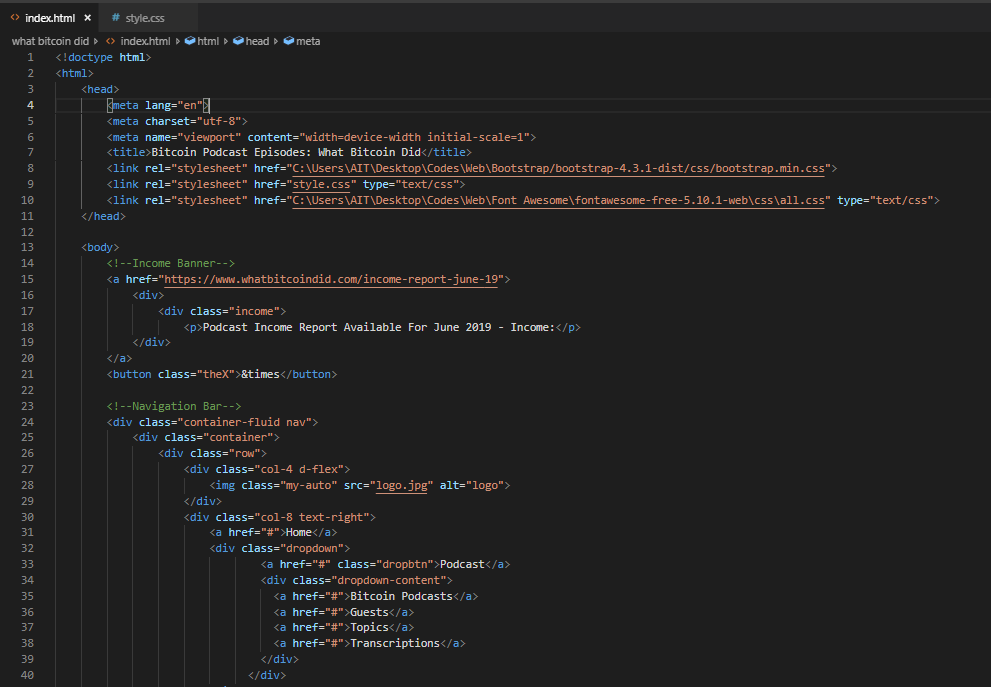 index.html × # style.css
what bitcoin did index.html html head meta
1 <!doctype html>
2 <html>
3 <head>
4 <meta lang="en">
5 <meta charset="utf-8">
6 <meta name="viewport" content="width=device-width initial-scale=1">
7 <title>Bitcoin Podcast Episodes: What Bitcoin Did</title>
8 <link rel="stylesheet" href="C:\Users\AIT\Desktop\Codes\Web\Bootstrap/bootstrap-4.3.1-dist/css/bootstrap.min.css">
9 <link rel="stylesheet" href="style.css" type="text/css">
10 <link rel="stylesheet" href="C:\Users\AIT\Desktop\Codes\Web\Font Awesome\fontawesome-free-5.10.1-web\css\all.css" type="text/css">
11 </head>
12
13 <body>
14 <!--Income Banner-->
15 <a href="https://www.whatbitcoindid.com/income-report-june-19">
16 <div>
17 <div class="income">
18 <p>Podcast Income Report Available For June 2019 - Income:</p>
19 </div>
20 </a>
21 <button class="theX">&times</button>
22
23 <!--Navigation Bar-->
24 <div class="container-fluid nav">
25 <div class="container">
26 <div class="row">
27 <div class="col-4 d-flex">
28 <img class="my-auto" src="logo.jpg" alt="logo">
29 </div>
30 <div class="col-8 text-right">
31 <a href="#">Home</a>
32 <div class="dropdown">
33 <a href="#" class="dropbtn">Podcast</a>
34 <div class="dropdown-content">
35 <a href="#">Bitcoin Podcasts</a>
36 <a href="#">Guests</a>
37 <a href="#">Topics</a>
38 <a href="#">Transcriptions</a>
39 </div>
40 </div>